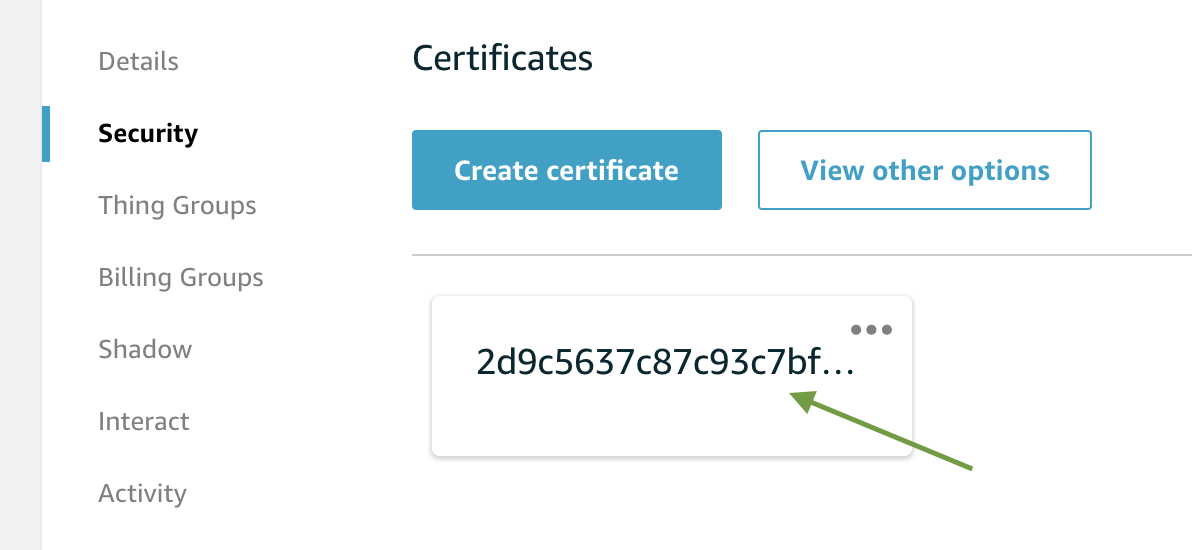 Details
Security
Thing Groups
Billing Groups
Shadow
Interact
Activity
Certificates
Create certificate
View other options
2d9c5637c87c93c7bf...